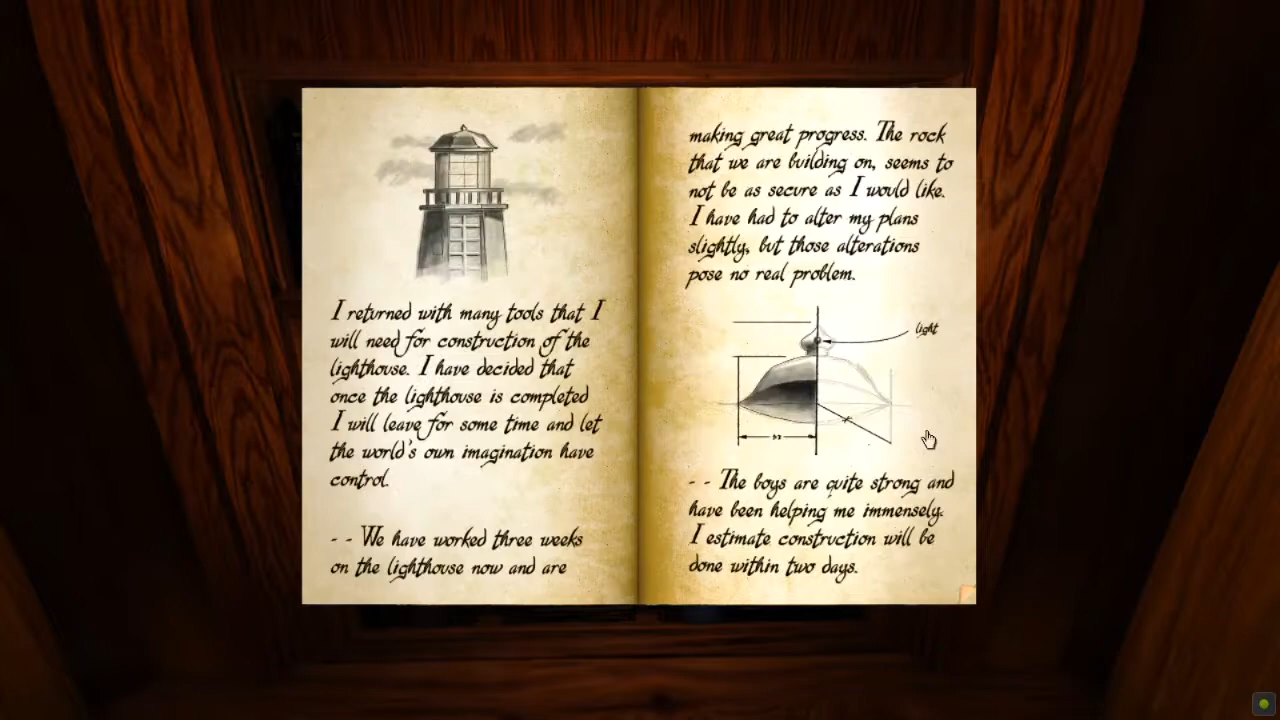 I returned with many tools that I
will need for construction of the
lighthouse. I have decided that
once the lighthouse is completed
I will leave for some time and let
the world's own imagination have
control.
- - We have worked three weeks
on the lighthouse now and are
making great progress. The rock
that we are building on, seems to
not be as secure as I would like.
I have had to alter my plans
slightly, but those alterations
pose no real problem.
light
- - The boys are quite strong and
have been helping me immensely.
I estimate construction will be
done within two days.